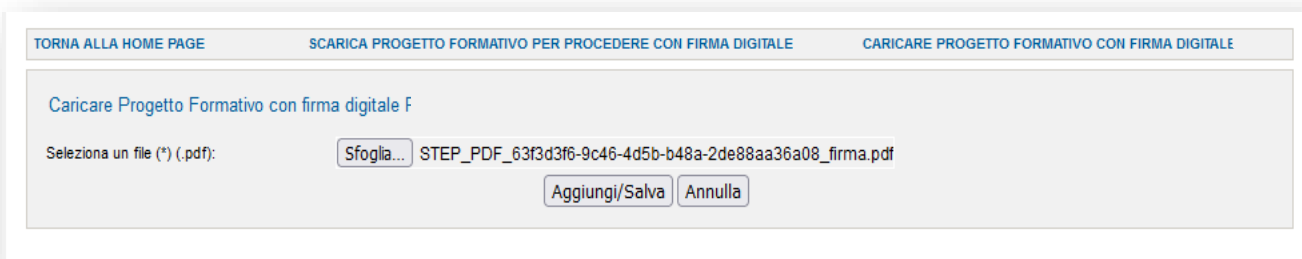 TORNA ALLA HOME PAGE SCARICA PROGETTO FORMATIVO PER PROCEDERE CON FIRMA DIGITALE CARICARE PROGETTO FORMATIVO CON FIRMA DIGITALE
Caricare Progetto Formativo con firma digitale F
Seleziona un file (*) (.pdf): Sfoglia... STEP_PDF_63f3d3f6-9c46-4d5b-b48a-2de88aa36a08_firma.pdf
Aggiungi/Salva Annulla